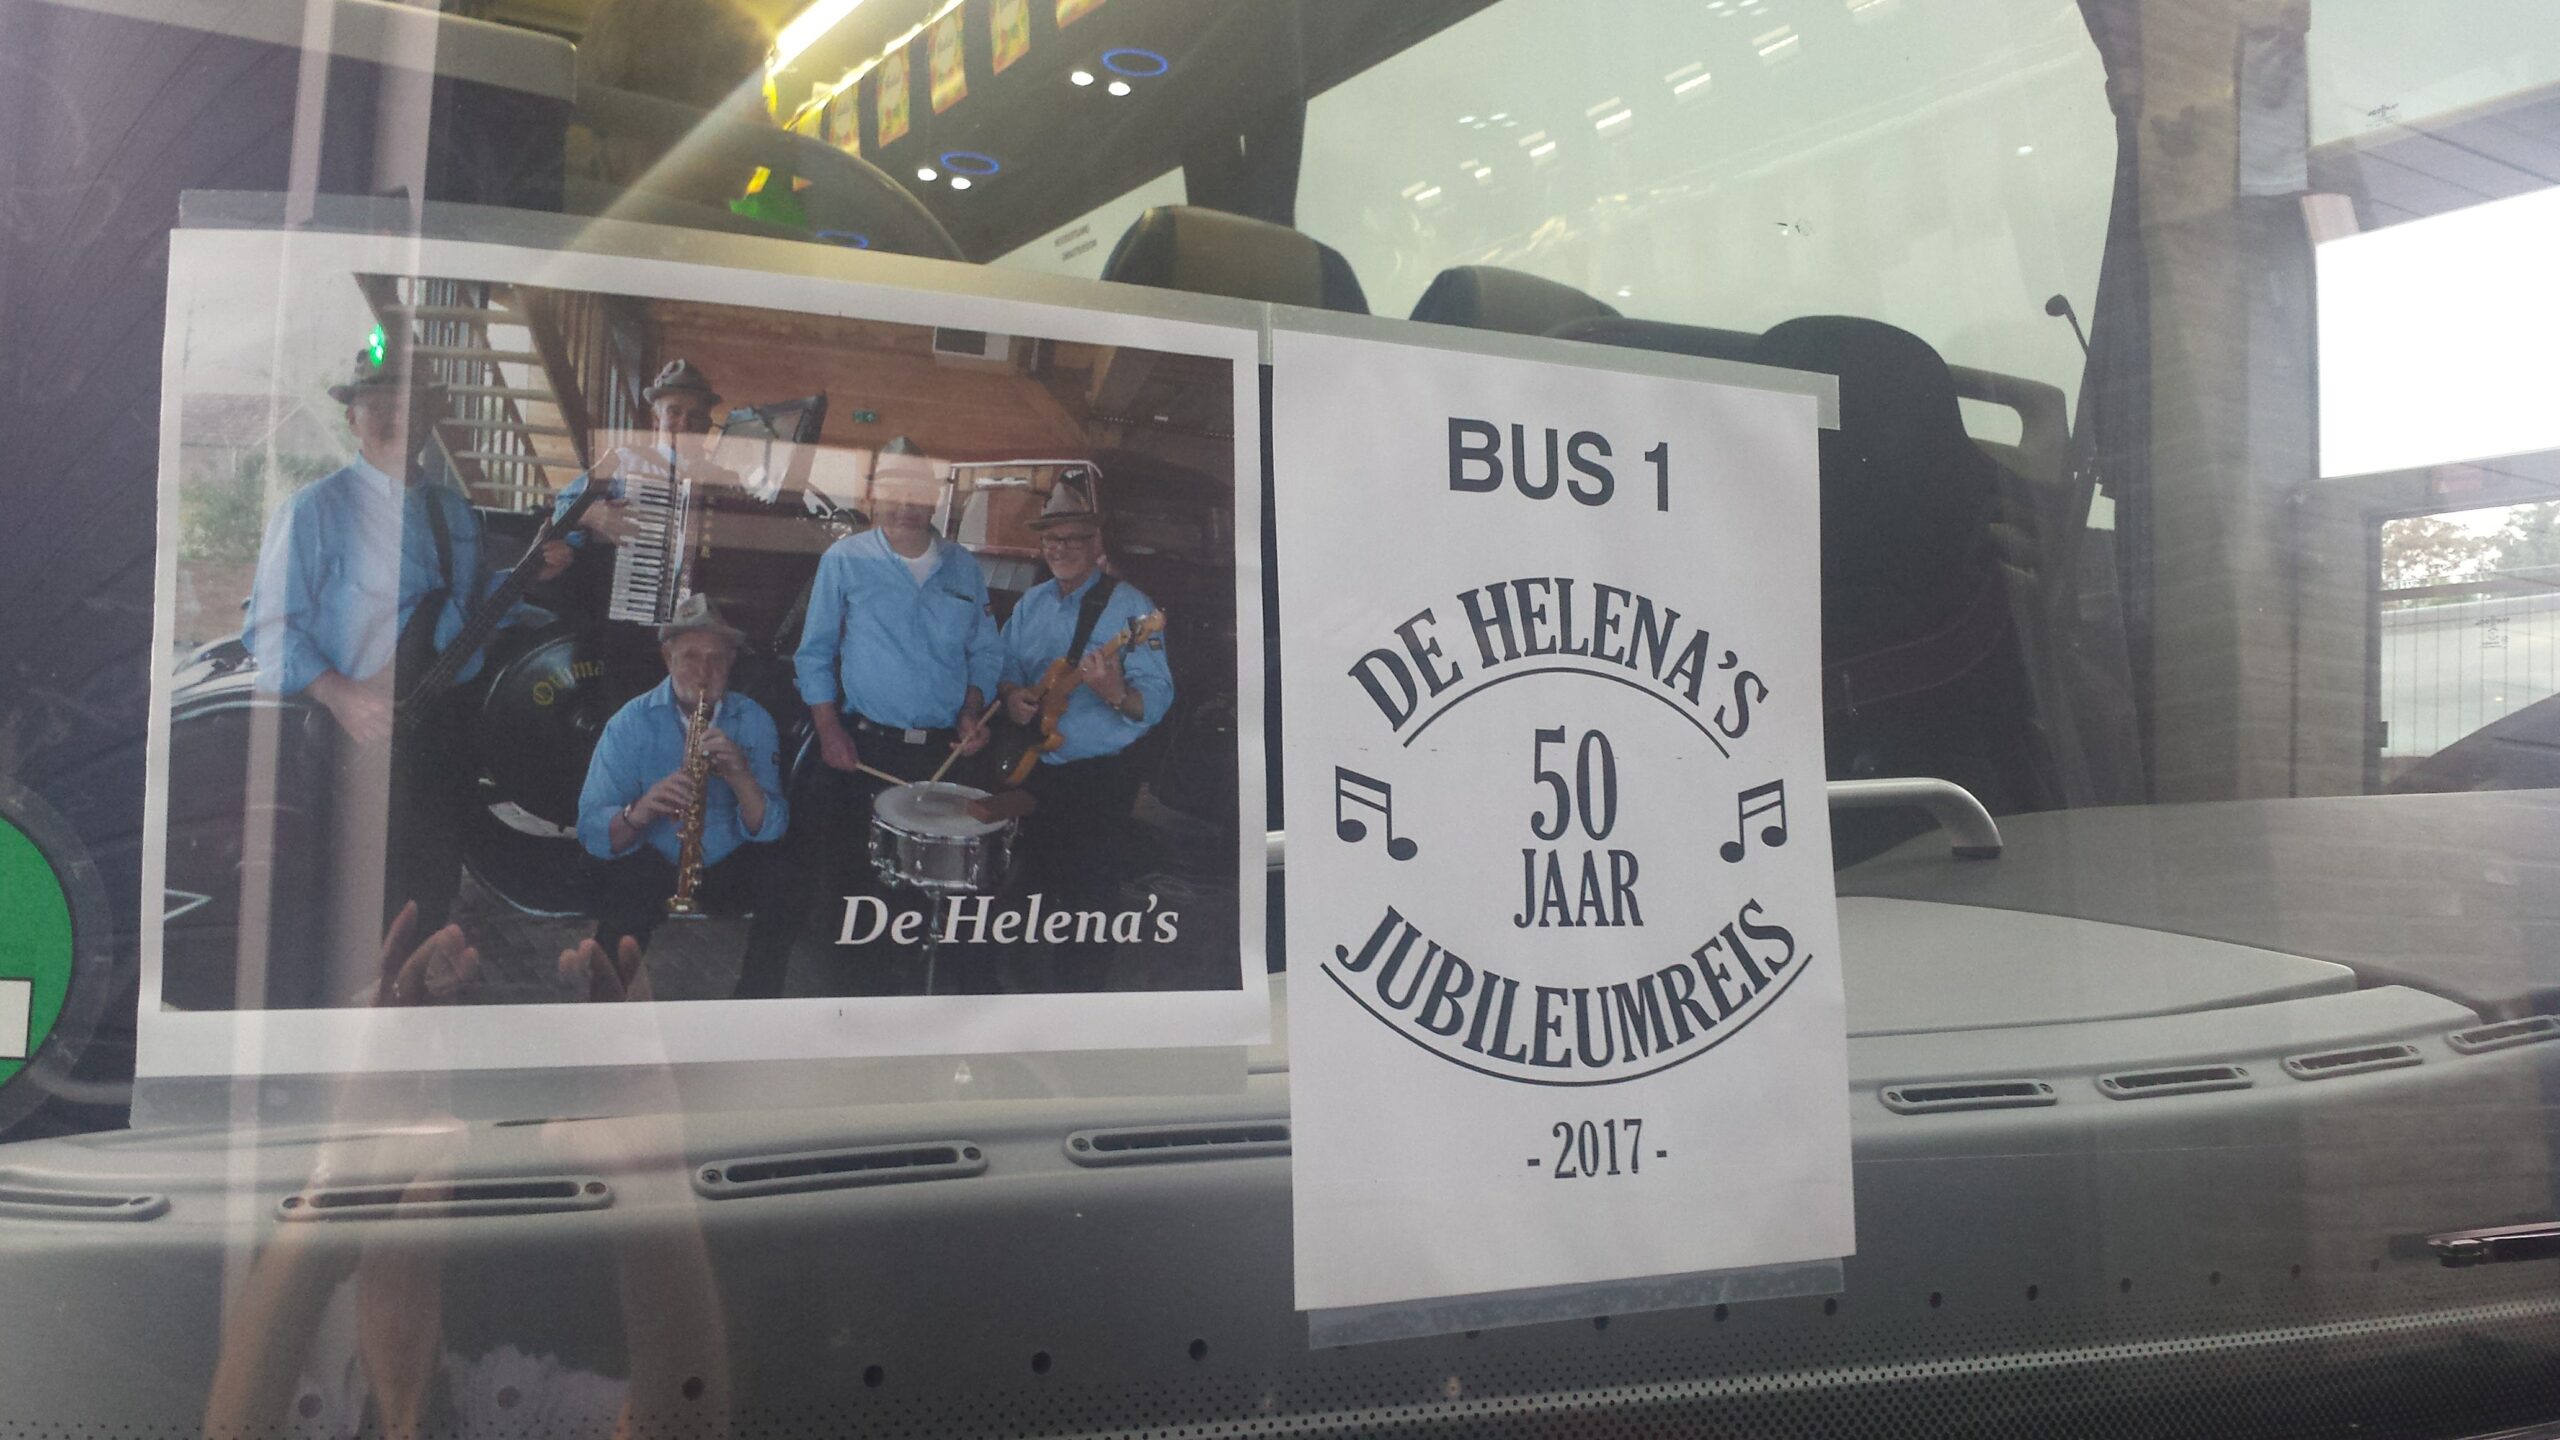 De Helena's
BUS 1
DE HELENA'S
50
JAAR
JUBILEUMREIS
- 2017 -